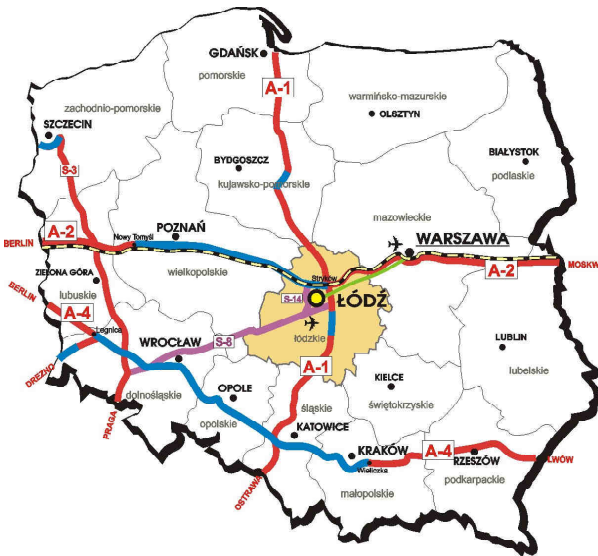 GDAŃSK
pomorskie
A-1
warmińsko-mazurskie
OLSZTYN
zachodnio-pomorskie
SZCZECIN
S-3
BYDGOSZCZ
kujawsko-pomorskie
BIAŁYSTOK
podlaskie
mazowieckie
A-2
BERLIN
Nowy Tomyśl
POZNAŃ
wielkopolskie
WARSZAWA
A-2
MOSKW
ZIELONA GÓRA
lubuskie
Stryków
S-14
ŁÓDŹ
łódzkie
BERLIN
A-4
Legnica
WROCŁAW
S-8
DREZNO
dolnośląskie
PRAGA
OPOLE
opolskie
A-1
śląskie
KIELCE
świętokrzyskie
LUBLIN
lubelskie
KATOWICE
OSTRAWA
KRAKÓW
Wieliczka
małopolskie
A-4
RZESZÓW
podkarpackie
LWÓW